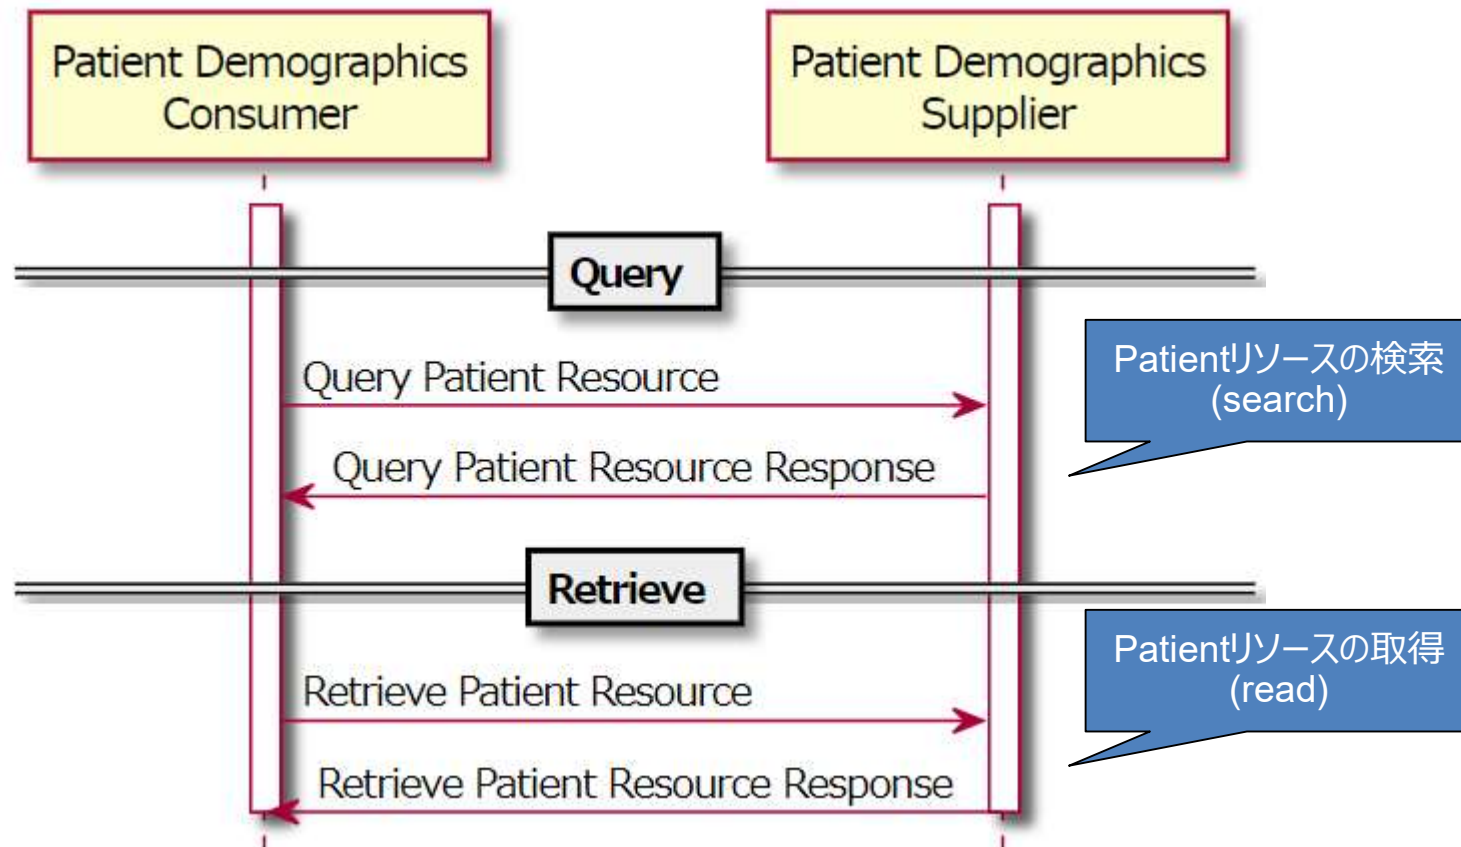 Patient Demographics
Consumer
Patient Demographics
Supplier
Query
Query Patient Resource
Patientリソースの検索
(search)
Query Patient Resource Response
Retrieve
Retrieve Patient Resource
Patientリソースの取得
(read)
Retrieve Patient Resource Response